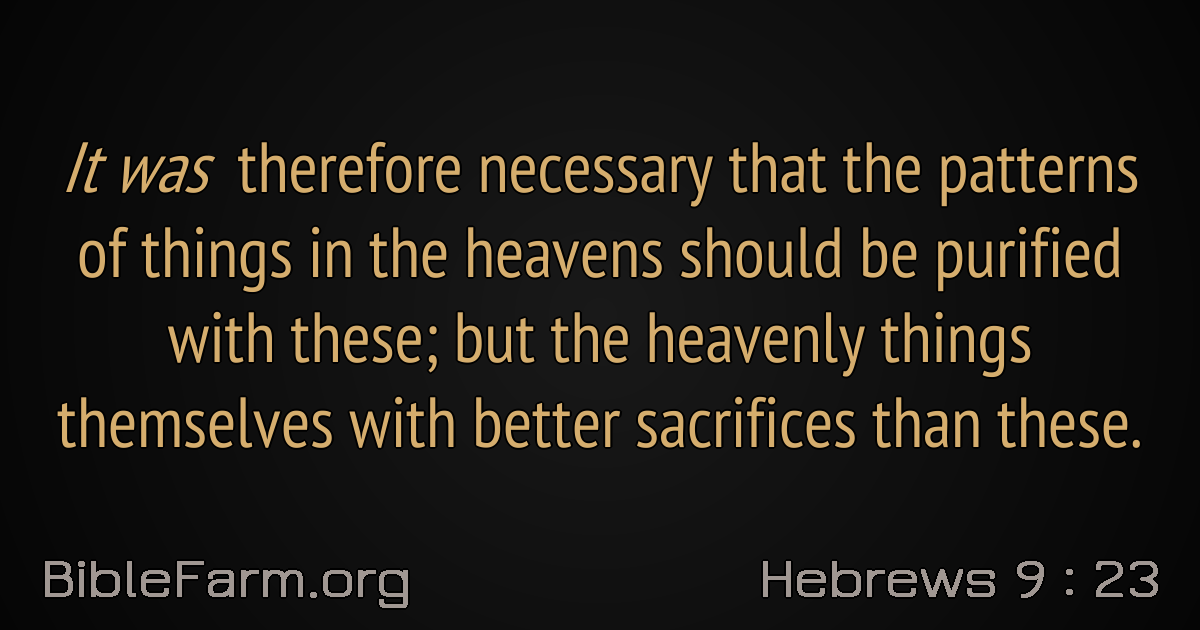 It was therefore necessary that the patterns
of things in the heavens should be purified
with these; but the heavenly things
themselves with better sacrifices than these.
BibleFarm.org
Hebrews 9 : 23